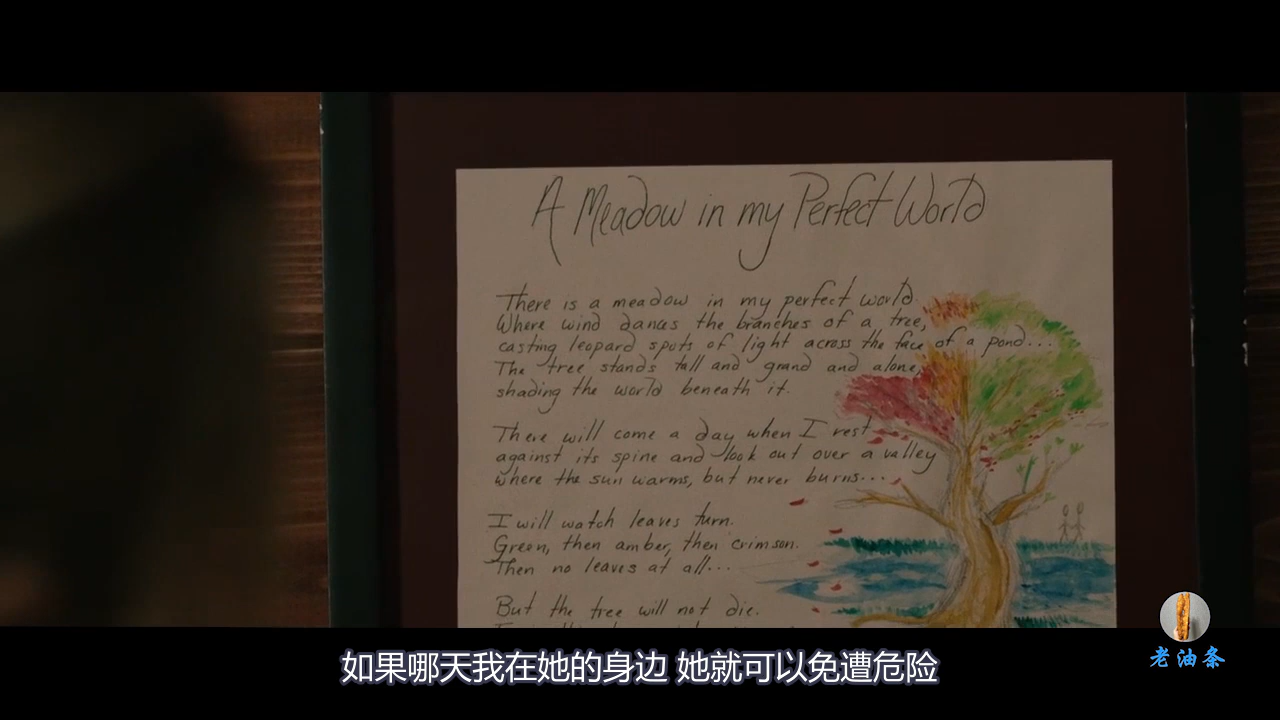 A Meadow in my Perfect World
There is a meadow in my perfect world.
Where wind dances the branches of a tree,
casting leopard spots of light across the face of a pond...
The tree stands tall and grand and alone,
shading the world beneath it.
There will come a day when I rest
against its spine and look out over a valley
where the sun warms, but never burns...
I will watch leaves turn.
Green, then amber, then crimson.
Then no leaves at all...
But the tree will not die.
老油条
如果哪天我在她的身边 她就可以免遭危险